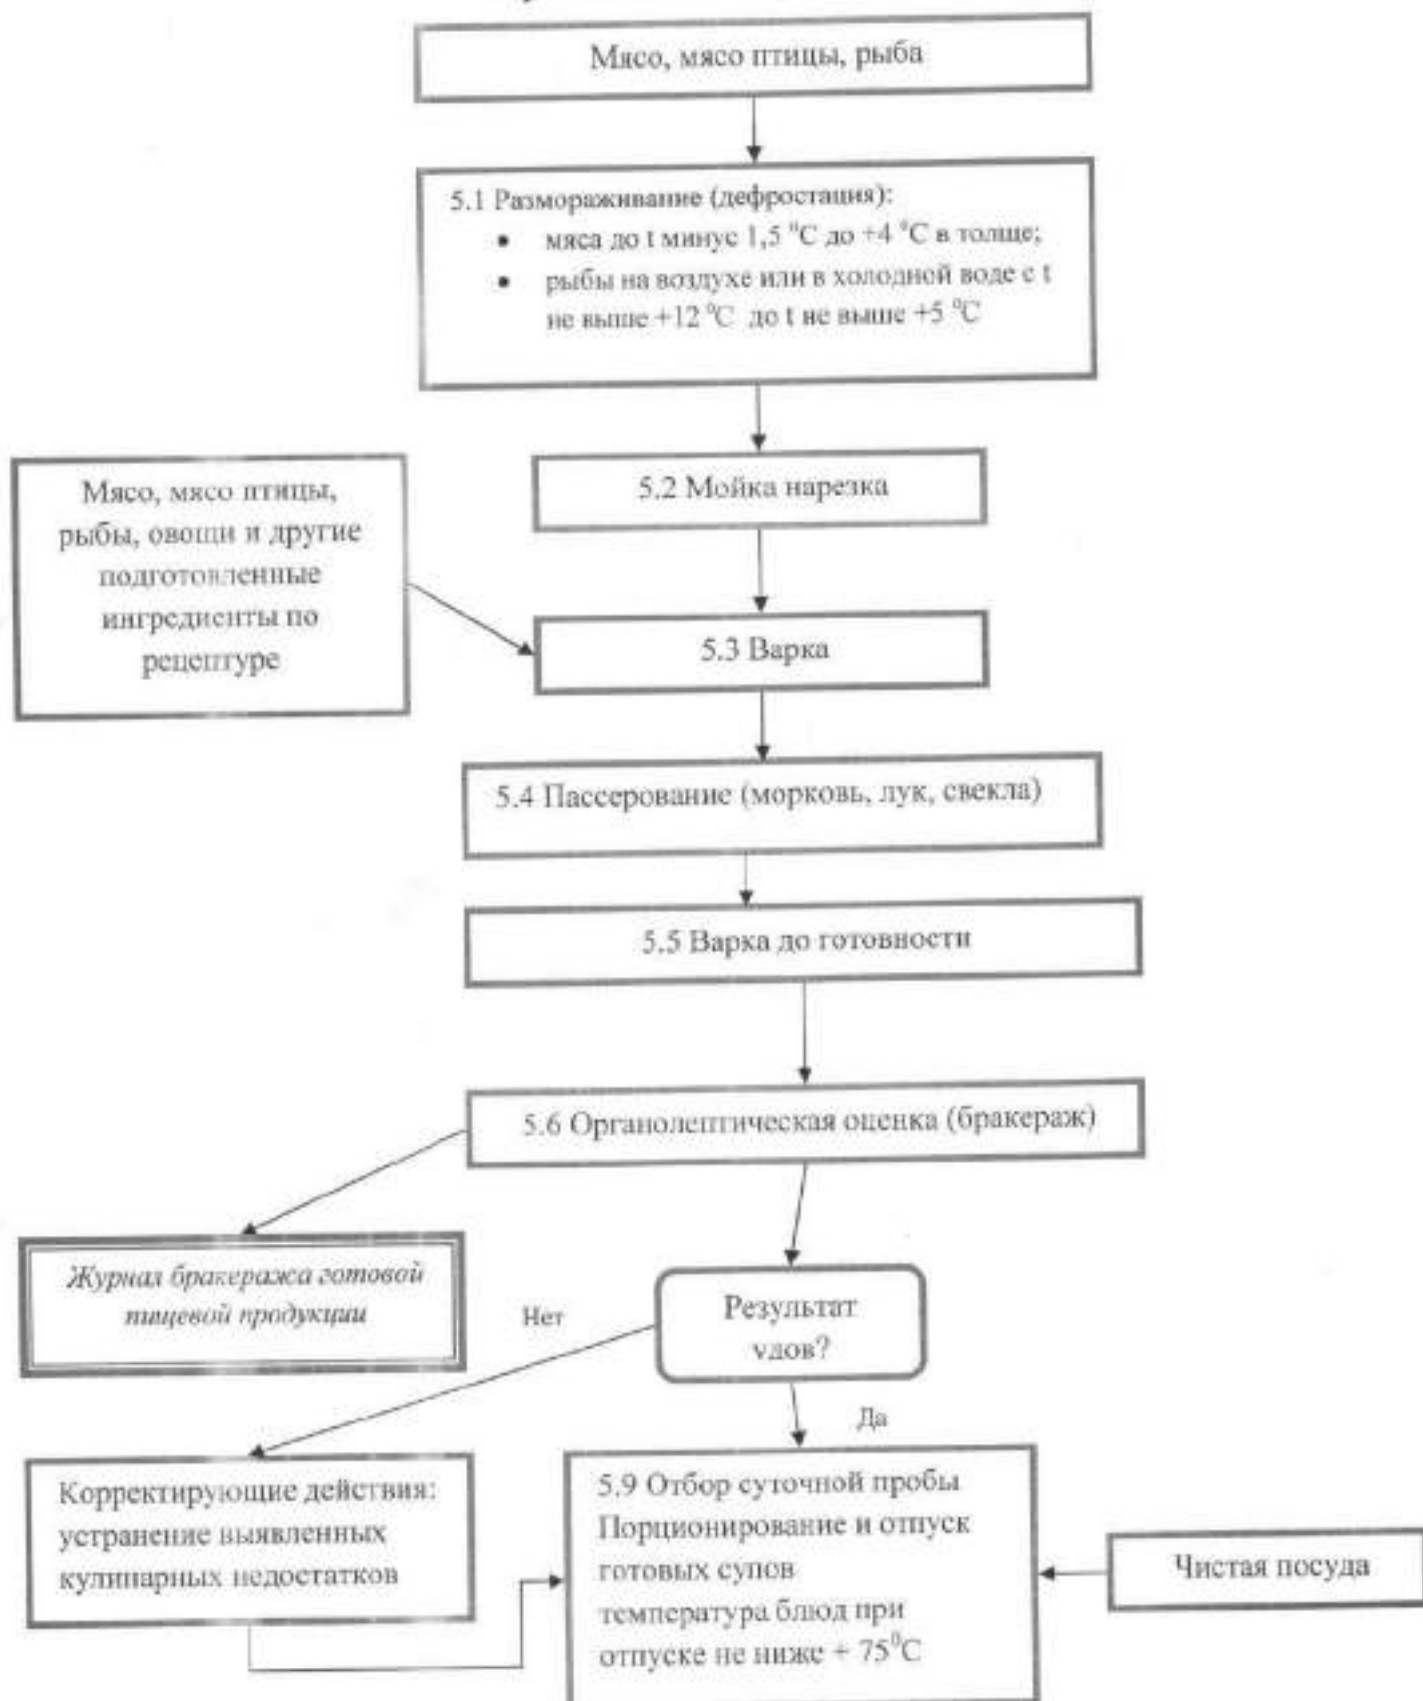 Мясо, мясо птицы, рыба
5.1 Размораживание (дефростация):
• мяса до t минус 1,5 °С до +4 °С в толще;
• рыбы на воздухе или в холодной воде с t
не выше +12 °С до t не выше +5 °С
5.2 Мойка нарезка
Мясо, мясо птицы,
рыбы, овощи и другие
подготовленные
ингредиенты по
рецептуре
5.3 Варка
5.4 Пассерование (морковь, лук, свекла)
5.5 Варка до готовности
5.6 Органолептическая оценка (бракераж)
Журнал бракеража готовой
пищевой продукции
Нет
Результат
удов?
Да
Корректирующие действия:
устранение выявленных
кулинарных недостатков
5.9 Отбор суточной пробы
Порционирование и отпуск
готовых супов
температура блюд при
отпуске не ниже + 75⁰С
Чистая посуда